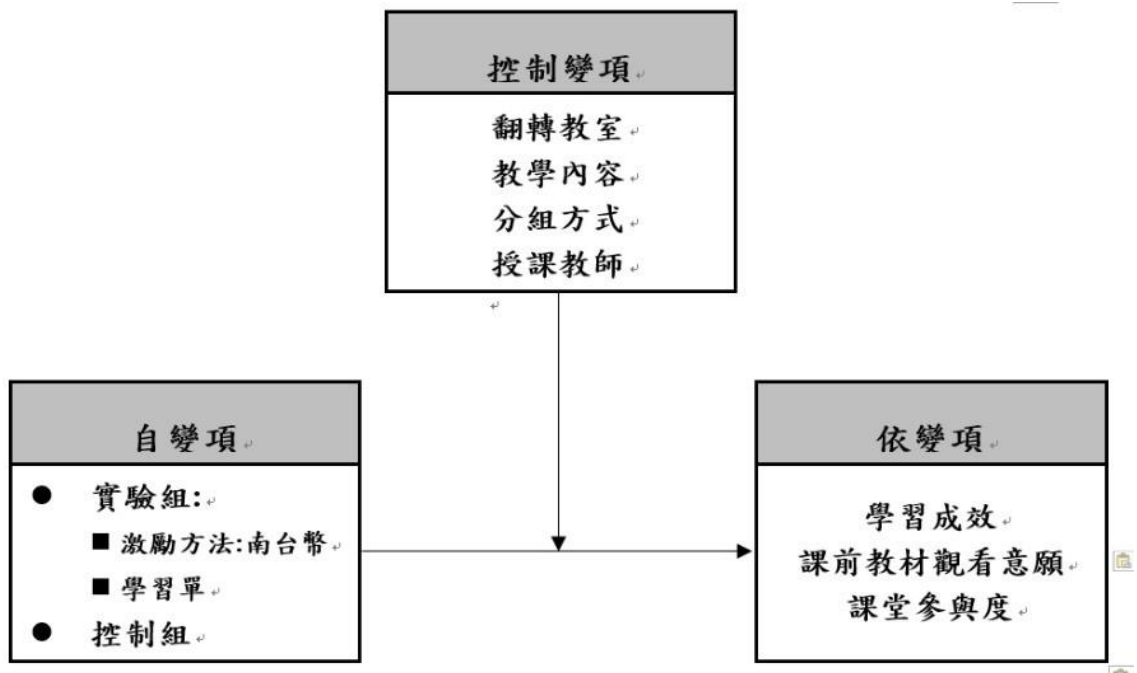 控制變項
翻轉教室
教學內容
分組方式
授課教師
自變項
實驗組:
激勵方法:南台幣
學習單
控制組
依變項
學習成效
課前教材觀看意願
課堂參與度